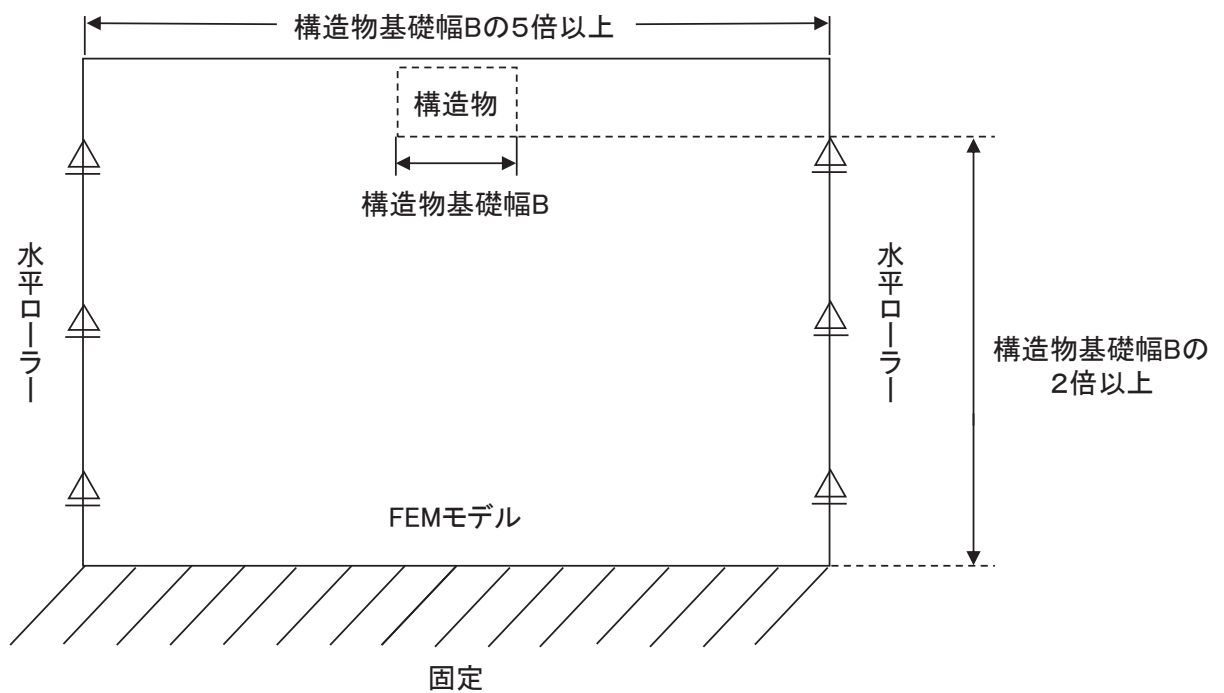 構造物基礎幅Bの5倍以上
構造物
構造物基礎幅B
水平ローラー
水平ローラー
構造物基礎幅Bの
2倍以上
FEMモデル
固定